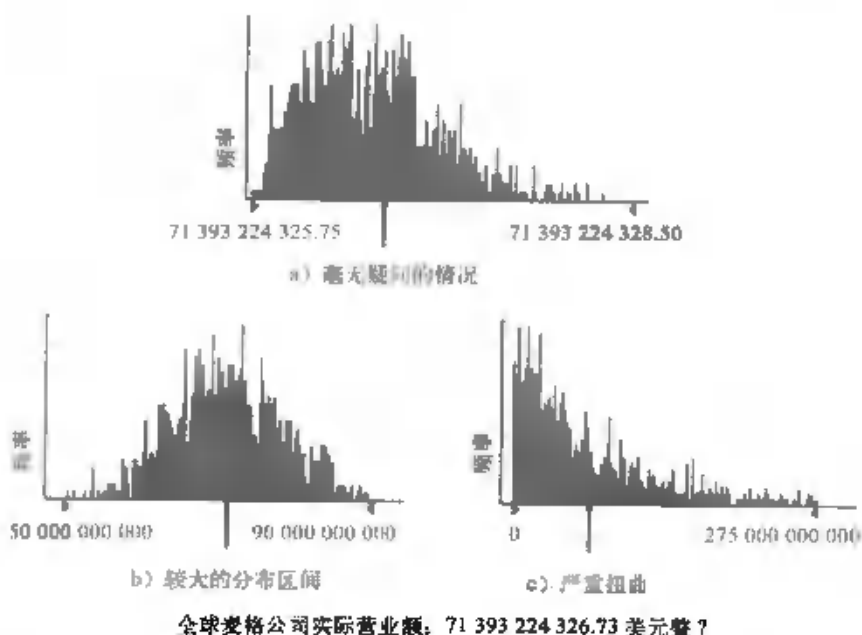 频率
71 393 224 325.75 71 393 224 328.50
a) 毫无疑问的情况
频率
频率
50 000 000 000 90 000 000 000
0 275 000 000 000
b) 较大的分布区间
c) 严重扭曲
全球麦格公司实际营业额：71 393 224 326.73 美元整？